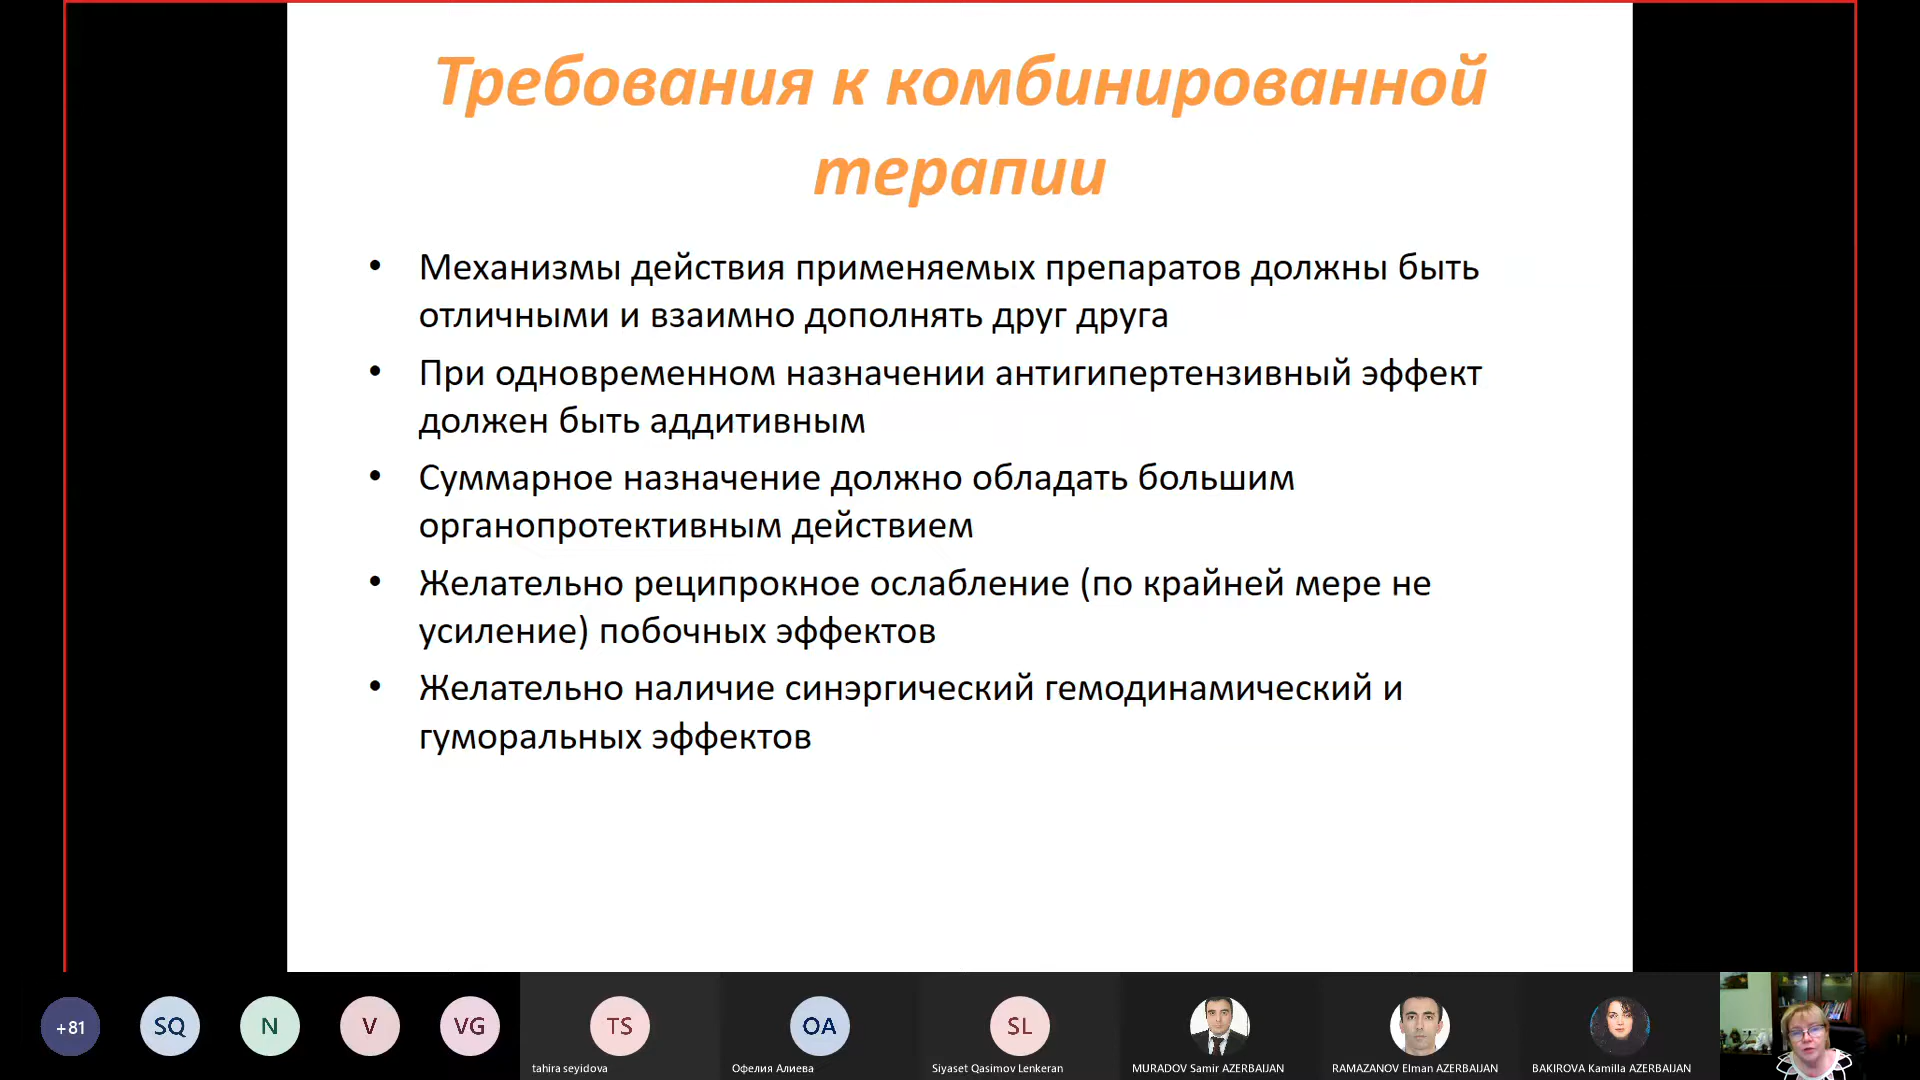 Требования к комбинированной
терапии
• Механизмы действия применяемых препаратов должны быть
отличными и взаимно дополнять друг друга
• При одновременном назначении антигипертензивный эффект
должен быть аддитивным
• Суммарное назначение должно обладать большим
органопротективным действием
• Желательно реципрокное ослабление (по крайней мере не
усиление) побочных эффектов
• Желательно наличие синэргический гемодинамический и
гуморальных эффектов
+81
SQ
N
V
VG
TS
OA
SL
tahira seyidova
Офелия Алиева
Siyaset Qasimov Lenkeran
MURADOV Samir AZERBAIJAN
RAMAZANOV Elman AZERBAIJAN
BAKIROVA Kamilla AZERBAIJAN